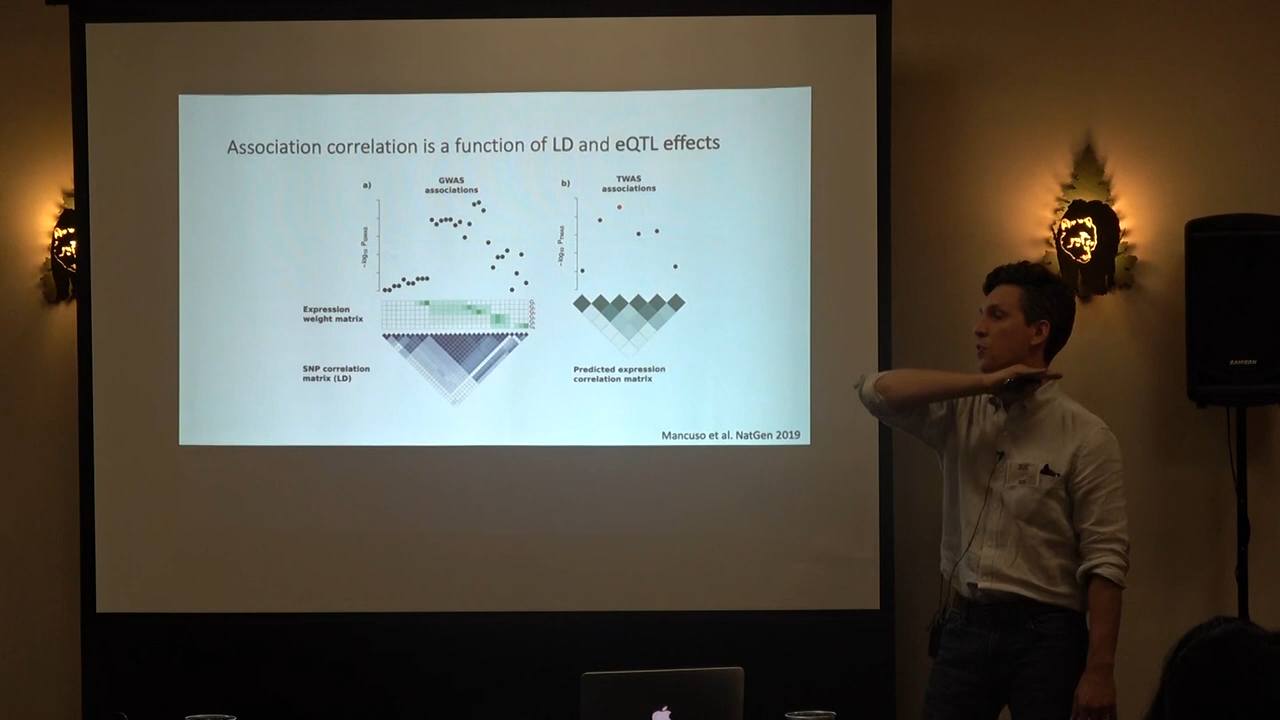 Association correlation is a function of LD and eQTL effects
a)
GWAS
associations
b)
TWAS
associations
Expression
weight matrix
SNP correlation
matrix (LD)
Predicted expression
correlation matrix
Mancuso et al. NatGen 2019
SAMSON